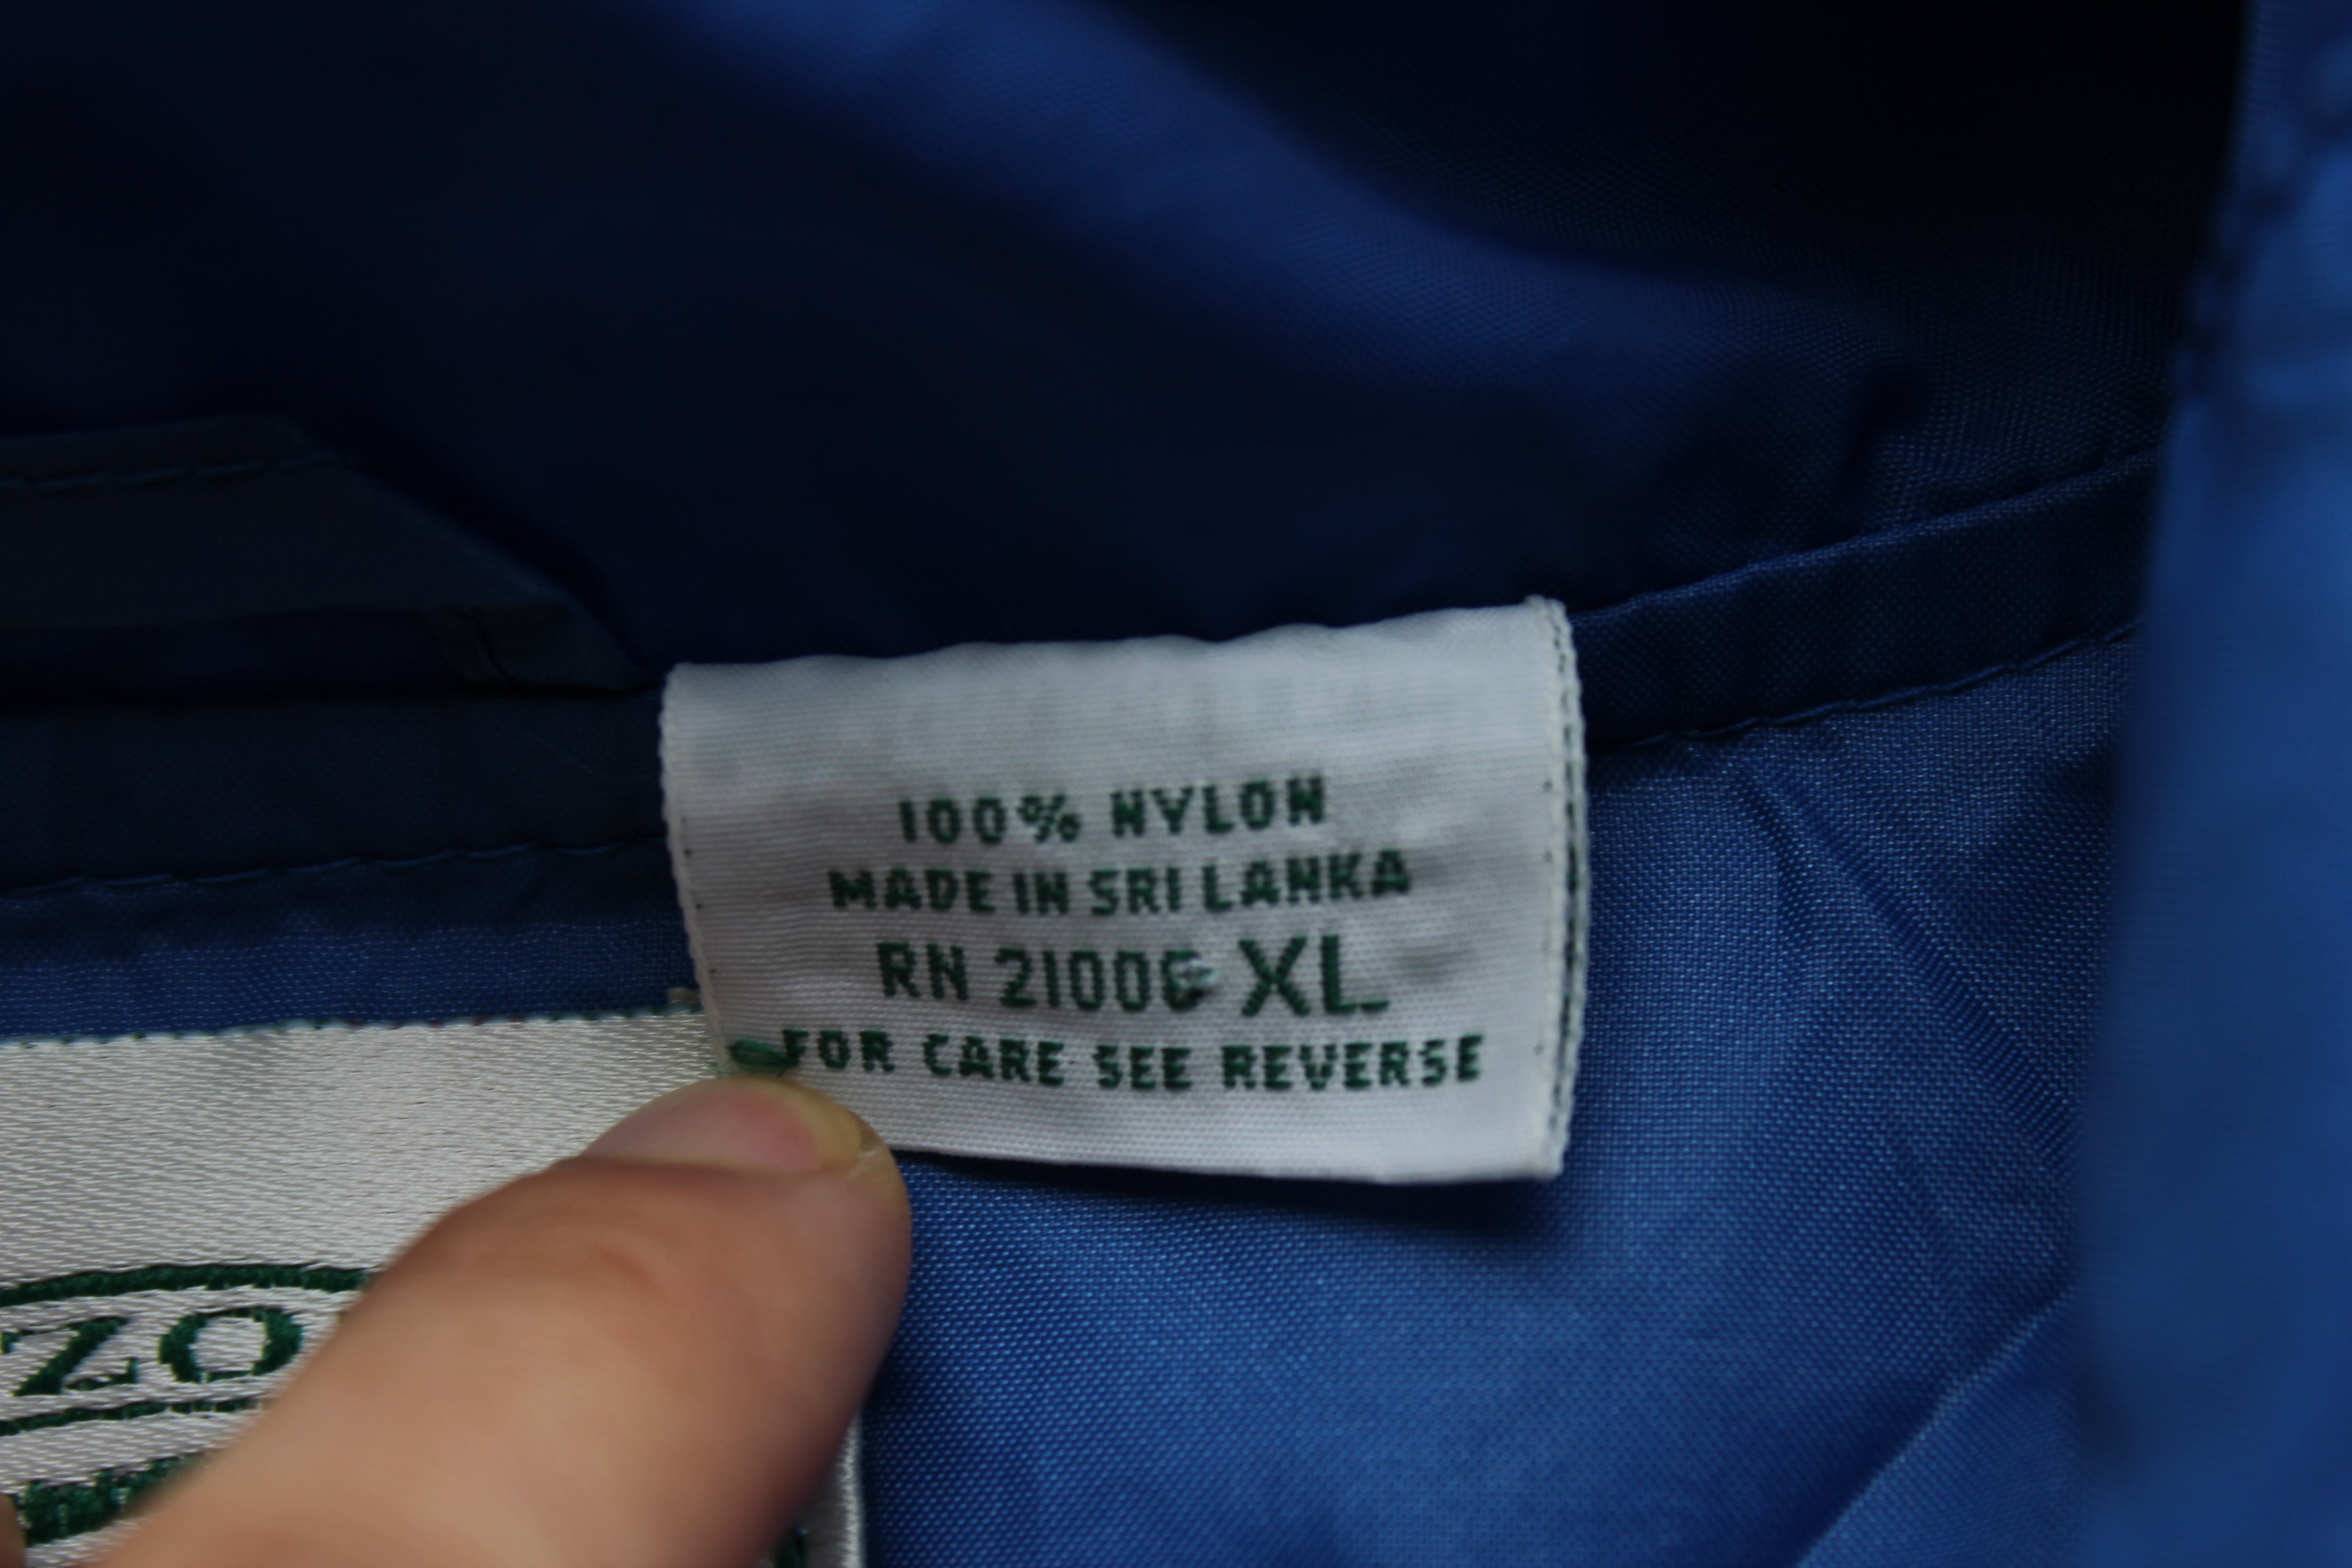 100% NYLON
MADE IN SRI LANKA
RN 21006 XL
FOR CARE SEE REVERSE
ZO